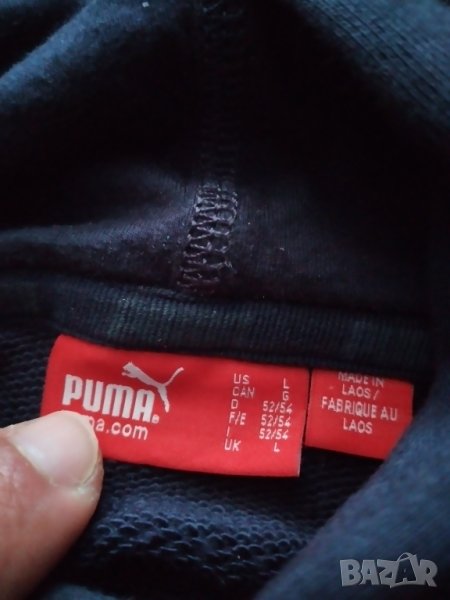 PUMA®
ma.com
US L
CAN G
D 52/54
F/E 52/54
I 52/54
UK L
MADE IN
LAOS/
FABRIQUE AU
LAOS
BAZAR